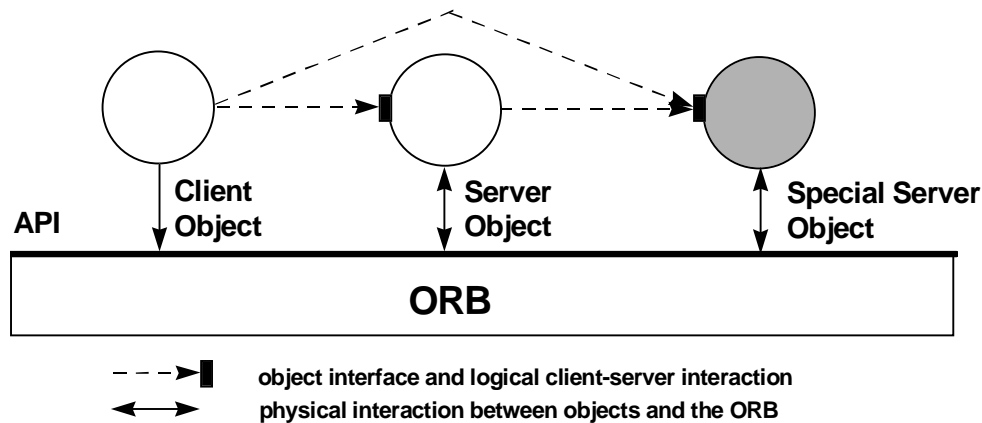 Client
Object
Server
Object
Special Server
Object
API
ORB
object interface and logical client-server interaction
physical interaction between objects and the ORB